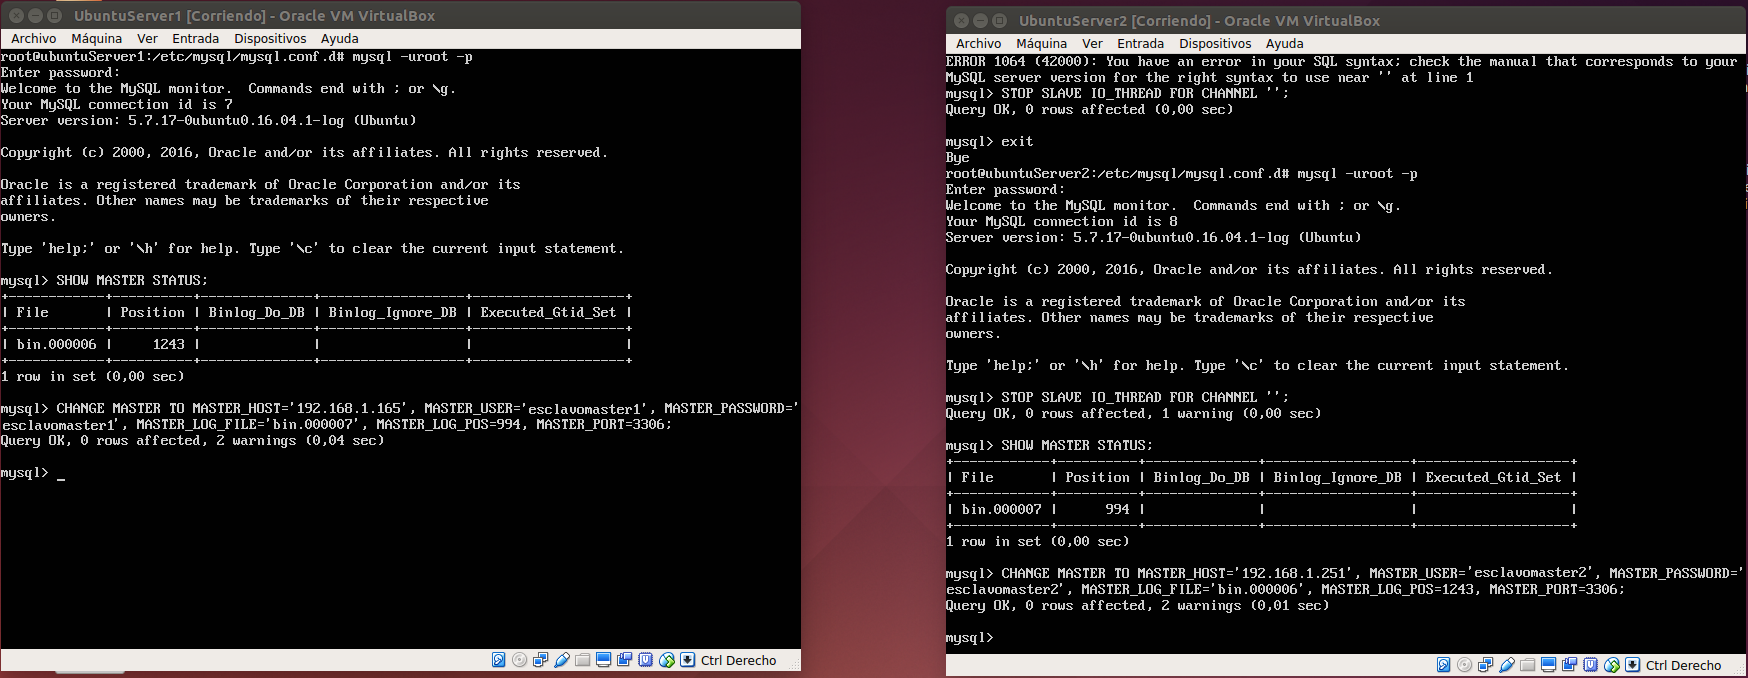 UbuntuServer1 [Corriendo] - Oracle VM VirtualBox
Archivo Máquina Ver Entrada Dispositivos Ayuda
root@ubuntuServer1:/etc/mysql/mysql.conf.d# mysql -uroot -p
Enter password:
Welcome to the MySQL monitor.  Commands end with ; or \g.
Your MySQL connection id is 7
Server version: 5.7.17-0ubuntu0.16.04.1-log (Ubuntu)
Copyright (c) 2000, 2016, Oracle and/or its affiliates. All rights reserved.
Oracle is a registered trademark of Oracle Corporation and/or its
affiliates. Other names may be trademarks of their respective
owners.
Type 'help;' or '\h' for help. Type '\c' to clear the current input statement.
mysql> SHOW MASTER STATUS;
+------------+----------+--------------+------------------+-------------------+
| File       | Position | Binlog_Do_DB | Binlog_Ignore_DB | Executed_Gtid_Set |
+------------+----------+--------------+------------------+-------------------+
| bin.000006 |     1243 |              |                  |                   |
+------------+----------+--------------+------------------+-------------------+
1 row in set (0,00 sec)
mysql> CHANGE MASTER TO MASTER_HOST='192.168.1.165', MASTER_USER='esclavomaster1', MASTER_PASSWORD='
esclavomaster1', MASTER_LOG_FILE='bin.000007', MASTER_LOG_POS=994, MASTER_PORT=3306;
Query OK, 0 rows affected, 2 warnings (0,04 sec)
mysql> _
Ctrl Derecho
UbuntuServer2 [Corriendo] - Oracle VM VirtualBox
Archivo Máquina Ver Entrada Dispositivos Ayuda
ERROR 1064 (42000): You have an error in your SQL syntax; check the manual that corresponds to your
MySQL server version for the right syntax to use near '' at line 1
mysql> STOP SLAVE IO_THREAD FOR CHANNEL '';
Query OK, 0 rows affected (0,00 sec)
mysql> exit
Bye
root@ubuntuServer2:/etc/mysql/mysql.conf.d# mysql -uroot -p
Enter password:
Welcome to the MySQL monitor.  Commands end with ; or \g.
Your MySQL connection id is 8
Server version: 5.7.17-0ubuntu0.16.04.1-log (Ubuntu)
Copyright (c) 2000, 2016, Oracle and/or its affiliates. All rights reserved.
Oracle is a registered trademark of Oracle Corporation and/or its
affiliates. Other names may be trademarks of their respective
owners.
Type 'help;' or '\h' for help. Type '\c' to clear the current input statement.
mysql> STOP SLAVE IO_THREAD FOR CHANNEL '';
Query OK, 0 rows affected, 1 warning (0,00 sec)
mysql> SHOW MASTER STATUS;
+------------+----------+--------------+------------------+-------------------+
| File       | Position | Binlog_Do_DB | Binlog_Ignore_DB | Executed_Gtid_Set |
+------------+----------+--------------+------------------+-------------------+
| bin.000007 |      994 |              |                  |                   |
+------------+----------+--------------+------------------+-------------------+
1 row in set (0,00 sec)
mysql> CHANGE MASTER TO MASTER_HOST='192.168.1.251', MASTER_USER='esclavomaster2', MASTER_PASSWORD='
esclavomaster2', MASTER_LOG_FILE='bin.000006', MASTER_LOG_POS=1243, MASTER_PORT=3306;
Query OK, 0 rows affected, 2 warnings (0,01 sec)
mysql>
Ctrl Derecho